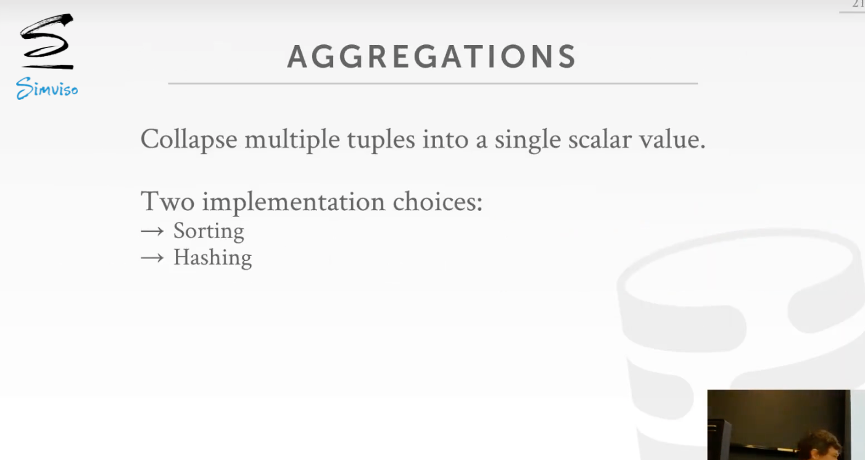 21
Simviso
AGGREGATIONS
Collapse multiple tuples into a single scalar value.
Two implementation choices:
→ Sorting
→ Hashing